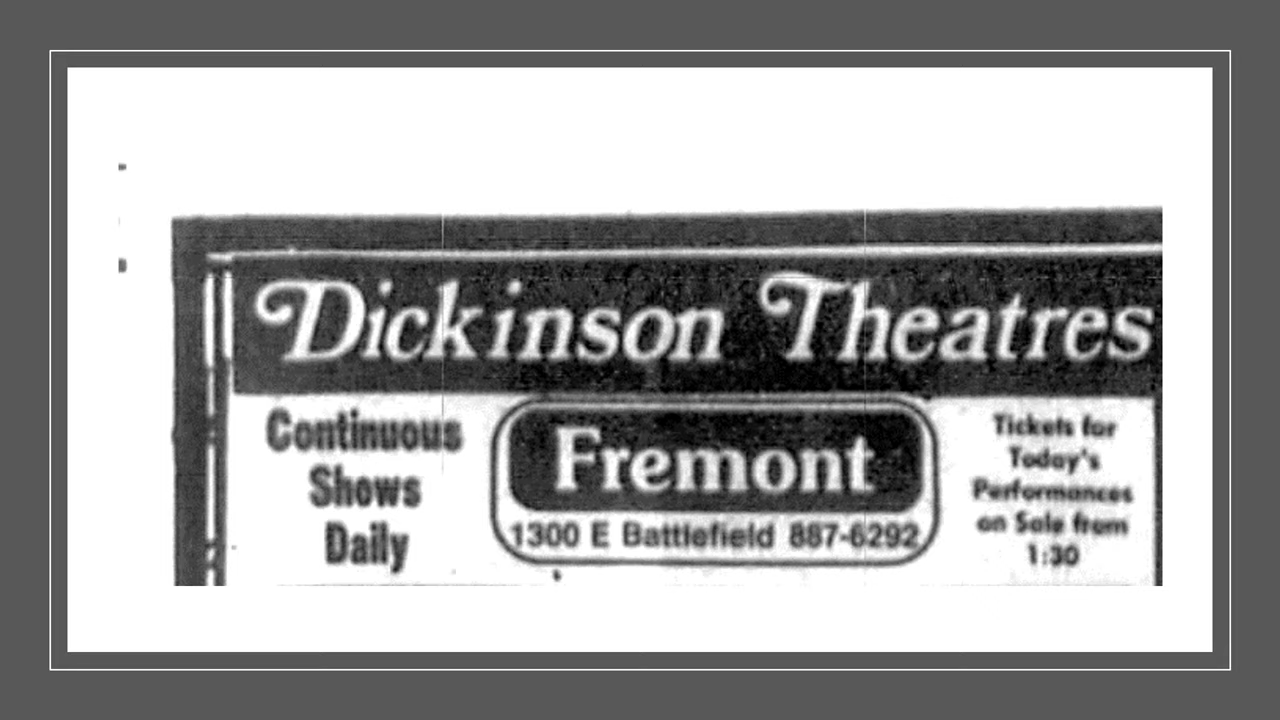 Dickinson Theatres
Continuous
Shows
Daily
Fremont
1300 E Battlefield 887-6292
Tickets for
Today's
Performances
on Sale from
1:30